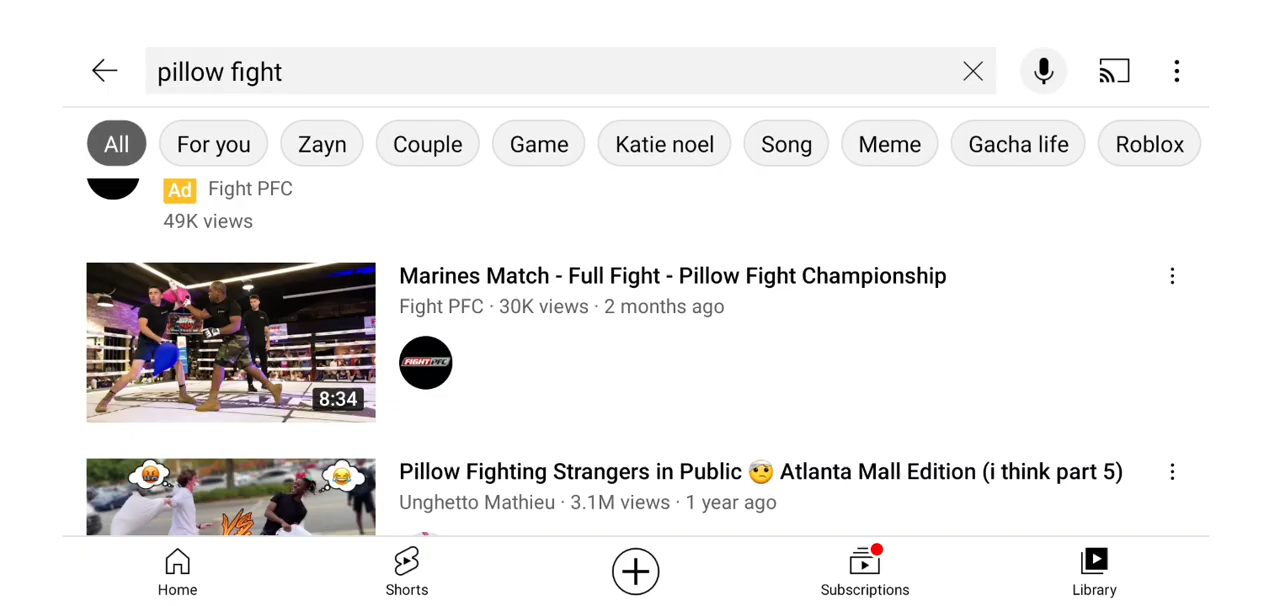 pillow fight
All For you Zayn Couple Game Katie noel Song Meme Gacha life Roblox
Ad Fight PFC
49K views
Marines Match - Full Fight - Pillow Fight Championship
Fight PFC · 30K views · 2 months ago
FIGHTPFC
8:34
Pillow Fighting Strangers in Public 🤕 Atlanta Mall Edition (i think part 5)
Unghetto Mathieu · 3.1M views · 1 year ago
VS
Home Shorts Subscriptions Library